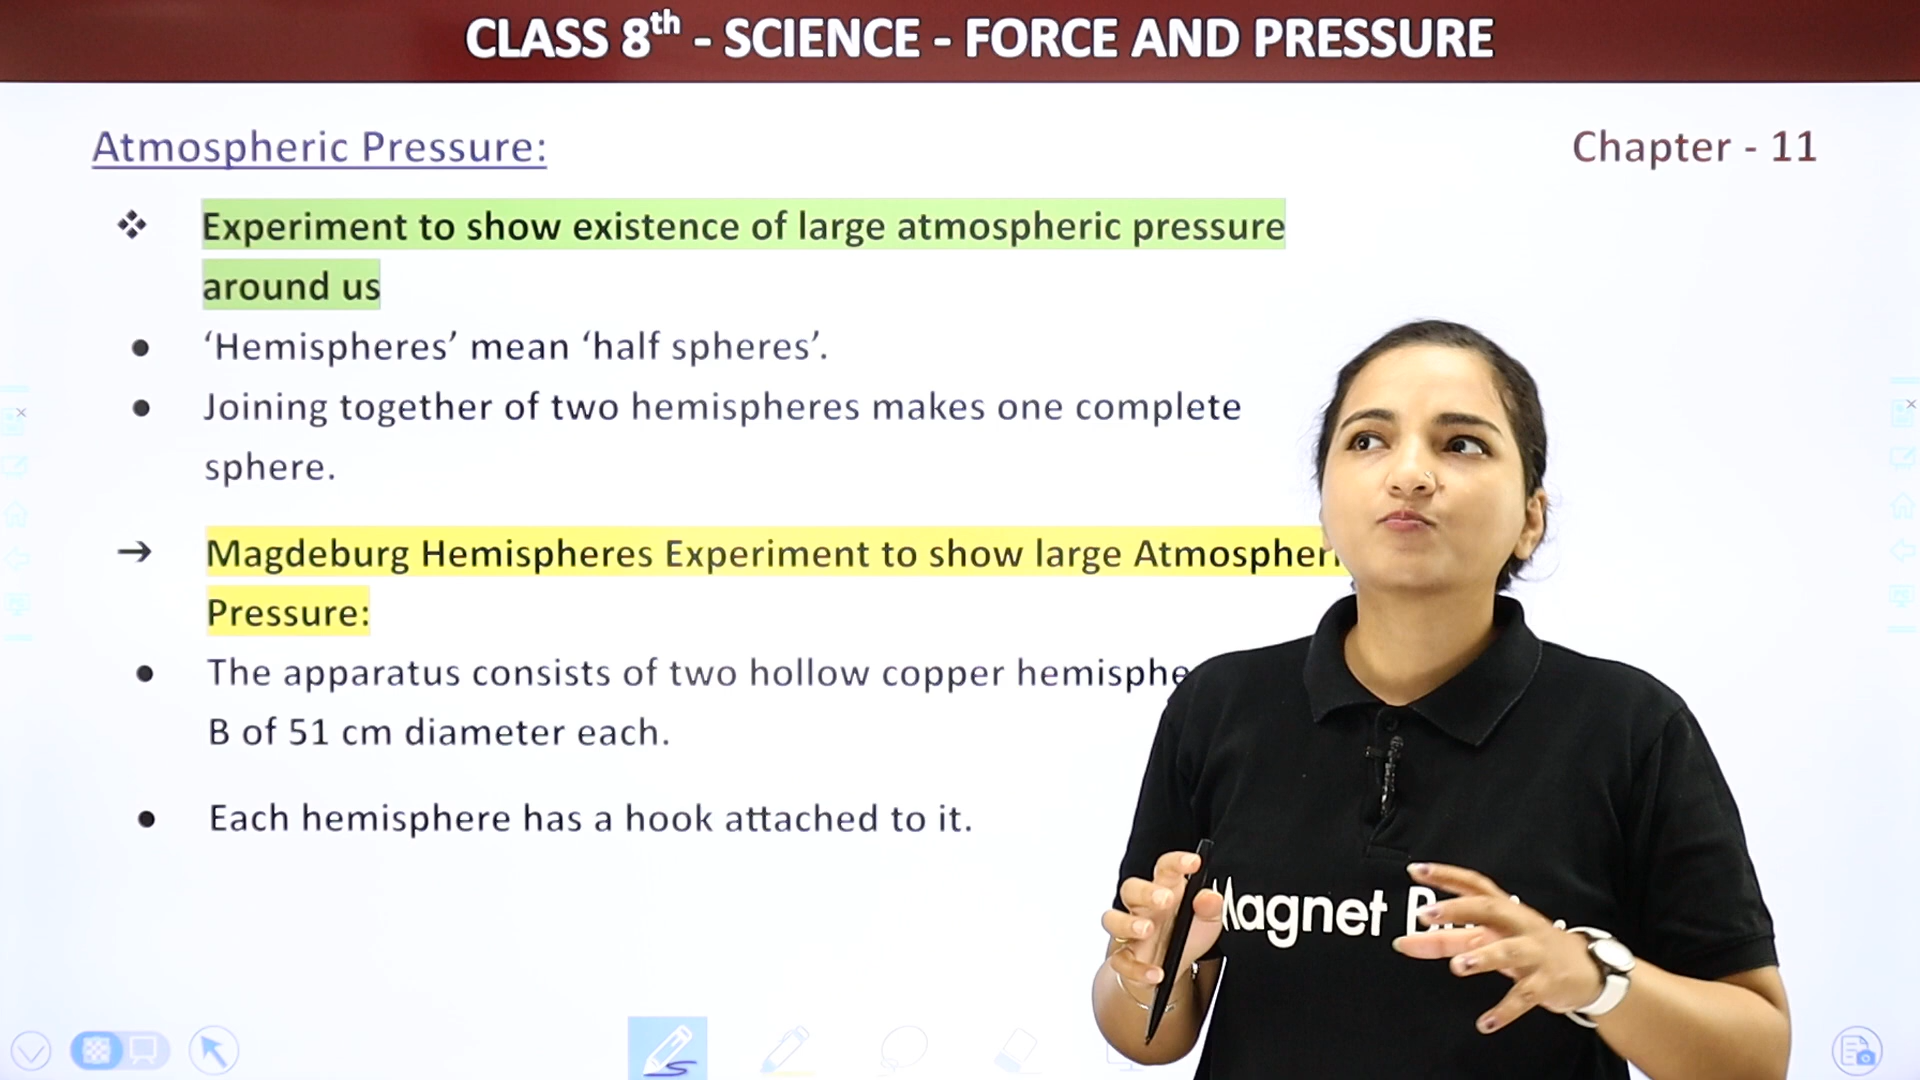 CLASS 8th - SCIENCE - FORCE AND PRESSURE
Atmospheric Pressure:
Chapter - 11
❖ Experiment to show existence of large atmospheric pressure
around us
● ‘Hemispheres’ mean ‘half spheres’.
● Joining together of two hemispheres makes one complete
sphere.
→ Magdeburg Hemispheres Experiment to show large
Pressure:
● The apparatus consists of two hollow copper
B of 51 cm diameter each.
● Each hemisphere has a hook attached to it.
Magnet